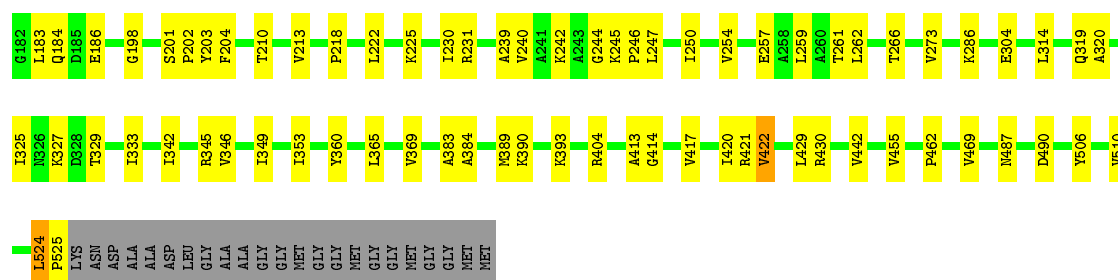 G182 L183 Q184 D185 E186 G198 S201 P202 Y203 F204 T210 V213 P218 L222 K225 I230 R231 A239 V240 A241 K242 A243 G244 K245 P246 L247 I250 V254 E257 A258 L259 A260 T261 L262 T266 V273 K286 E304 L314 Q319 A320
I325 N326 K327 D328 T329 I333 I342 R345 V346 I349 I353 Y360 L365 V369 A383 A384 M389 K390 K393 R404 A413 G414 V417 I420 R421 V422 L429 R430 V442 V455 P462 V469 N487 D490 Y506
L524 P525 LYS ASN ASP ALA ALA ASP LEU GLY ALA ALA GLY GLY MET GLY GLY MET GLY GLY MET GLY GLY MET MET